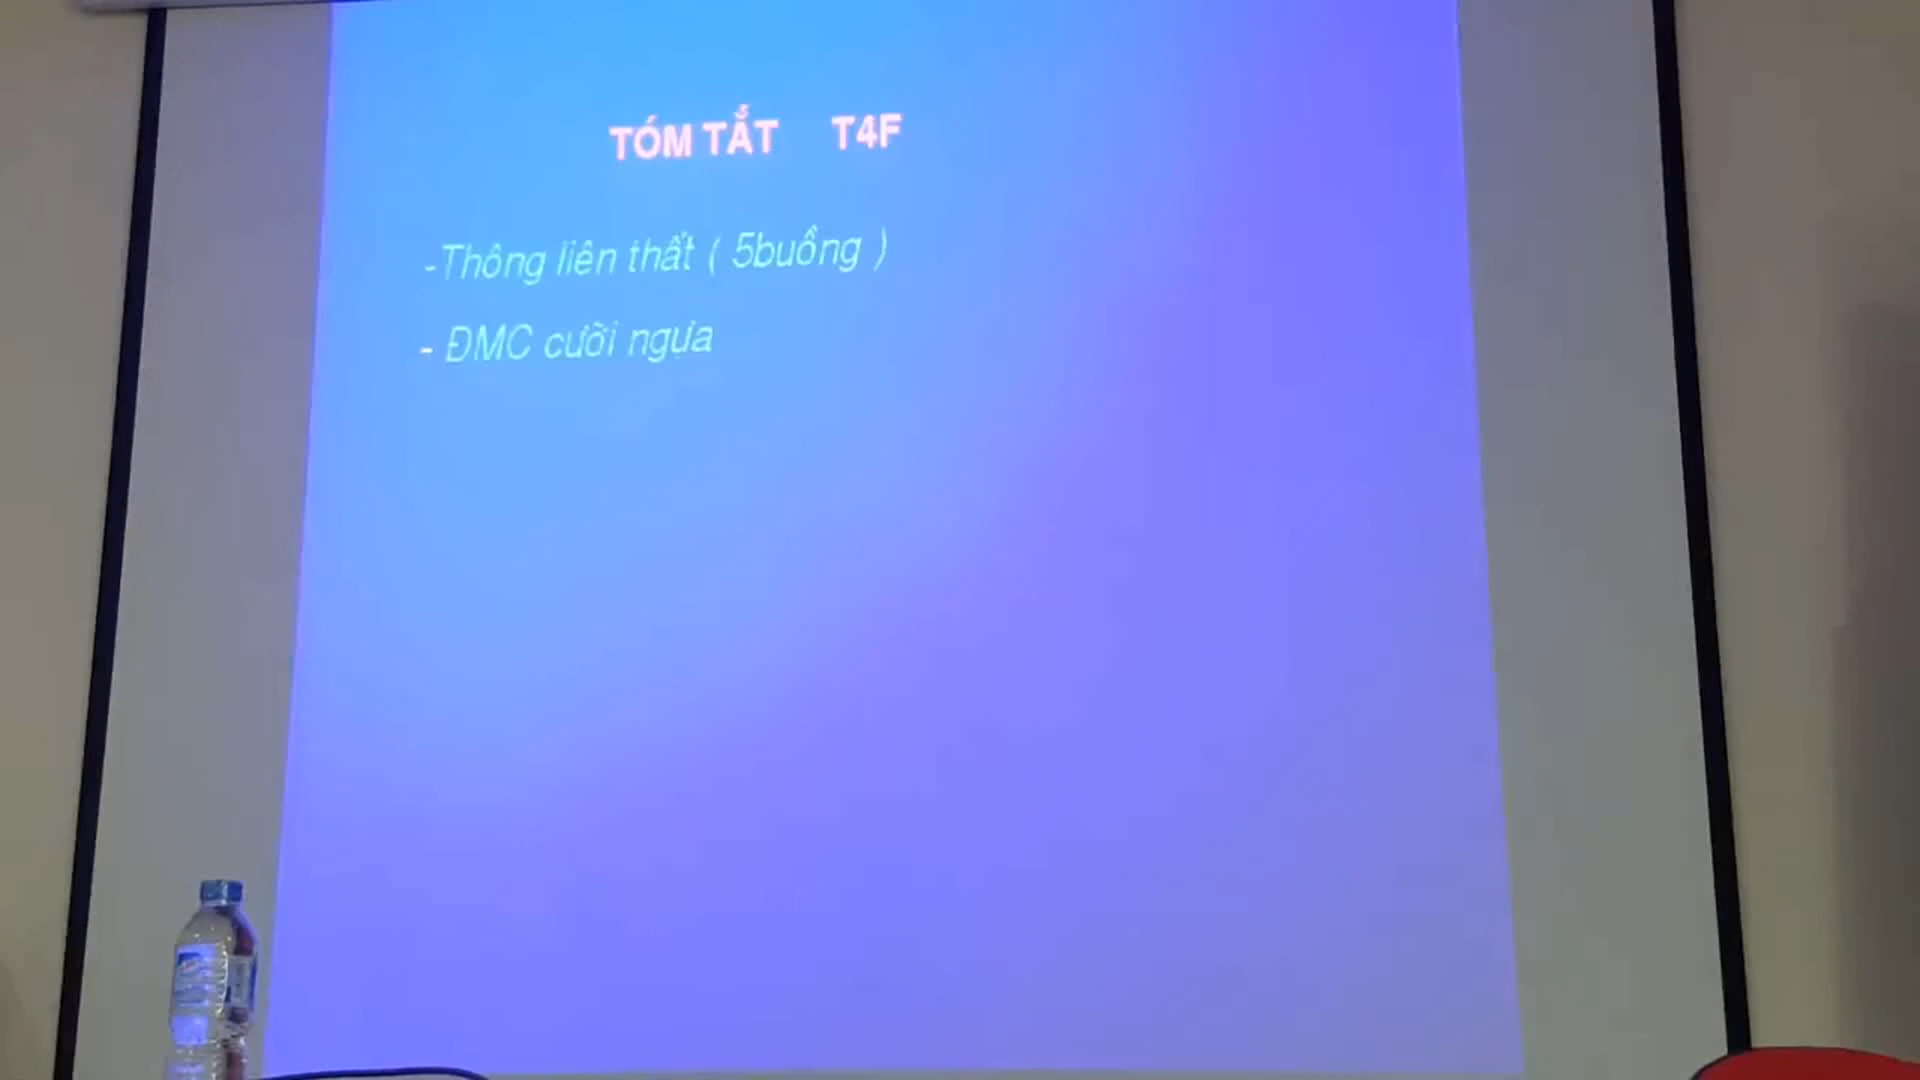 TÓM TẮT T4F
-Thông liên thất ( 5buồng )
- ĐMC cưỡi ngựa